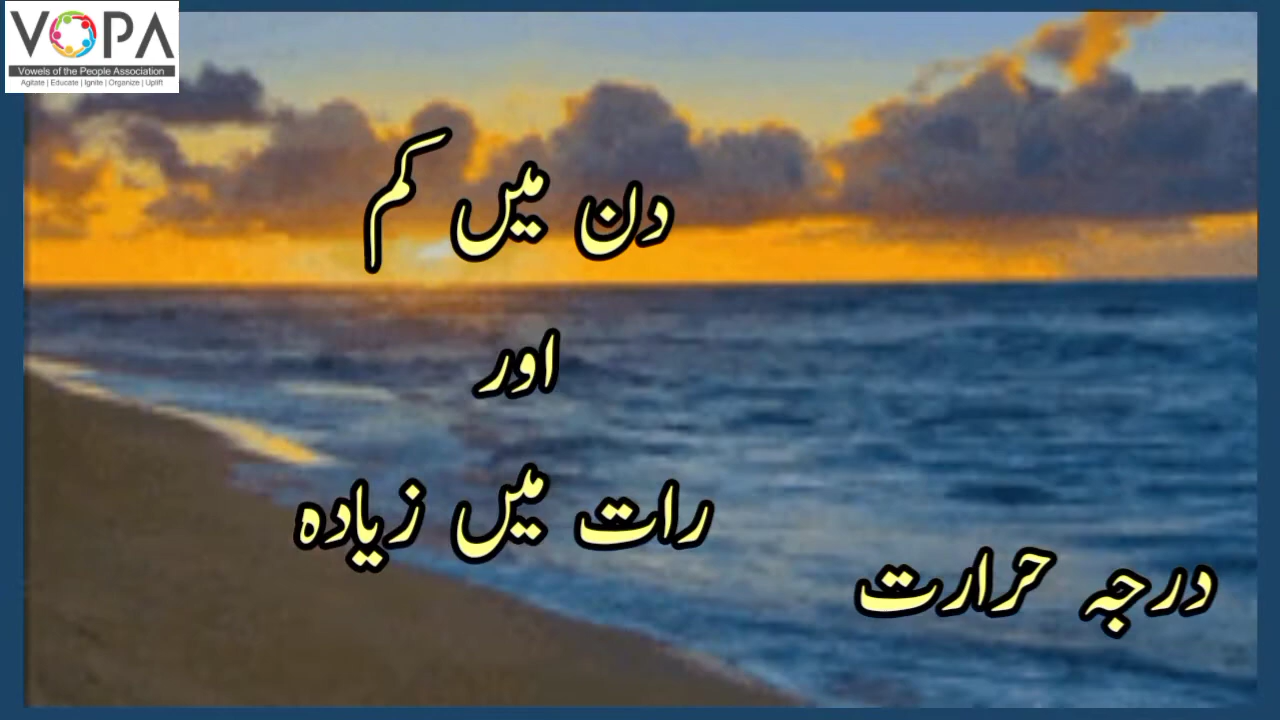 VOPA
Vowels of the People Association
Agitate | Educate | Ignite | Organize | Uplift
دن میں کم
اور
رات میں زیادہ
درجہ حرارت